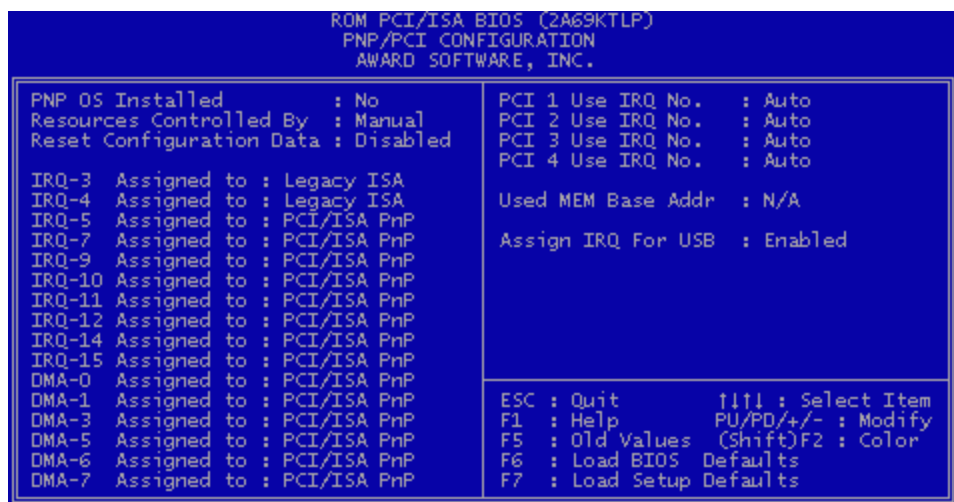 ROM PCI/ISA BIOS (2A69KTLP)
PNP/PCI CONFIGURATION
AWARD SOFTWARE, INC.
PNP OS Installed : No
Resources Controlled By : Manual
Reset Configuration Data : Disabled
IRQ-3 Assigned to : Legacy ISA
IRQ-4 Assigned to : Legacy ISA
IRQ-5 Assigned to : PCI/ISA PnP
IRQ-7 Assigned to : PCI/ISA PnP
IRQ-9 Assigned to : PCI/ISA PnP
IRQ-10 Assigned to : PCI/ISA PnP
IRQ-11 Assigned to : PCI/ISA PnP
IRQ-12 Assigned to : PCI/ISA PnP
IRQ-14 Assigned to : PCI/ISA PnP
IRQ-15 Assigned to : PCI/ISA PnP
DMA-0 Assigned to : PCI/ISA PnP
DMA-1 Assigned to : PCI/ISA PnP
DMA-3 Assigned to : PCI/ISA PnP
DMA-5 Assigned to : PCI/ISA PnP
DMA-6 Assigned to : PCI/ISA PnP
DMA-7 Assigned to : PCI/ISA PnP
PCI 1 Use IRQ No. : Auto
PCI 2 Use IRQ No. : Auto
PCI 3 Use IRQ No. : Auto
PCI 4 Use IRQ No. : Auto
Used MEM Base Addr : N/A
Assign IRQ For USB : Enabled
ESC : Quit ↑↓↑↓ : Select Item
F1 : Help PU/PD/+/- : Modify
F5 : Old Values (Shift)F2 : Color
F6 : Load BIOS Defaults
F7 : Load Setup Defaults